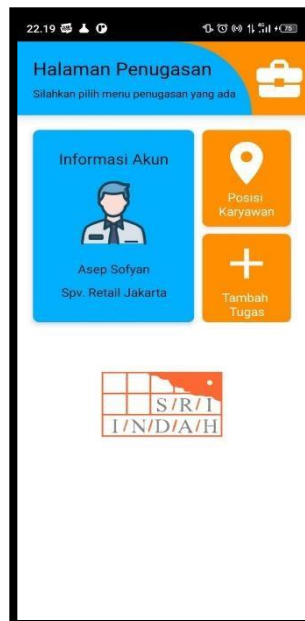 22.19
75
Halaman Penugasan
Silahkan pilih menu penugasan yang ada
Informasi Akun
Asep Sofyan
Spv. Retail Jakarta
Posisi
Karyawan
Tambah
Tugas
S/R/I
I/N/D/A/H